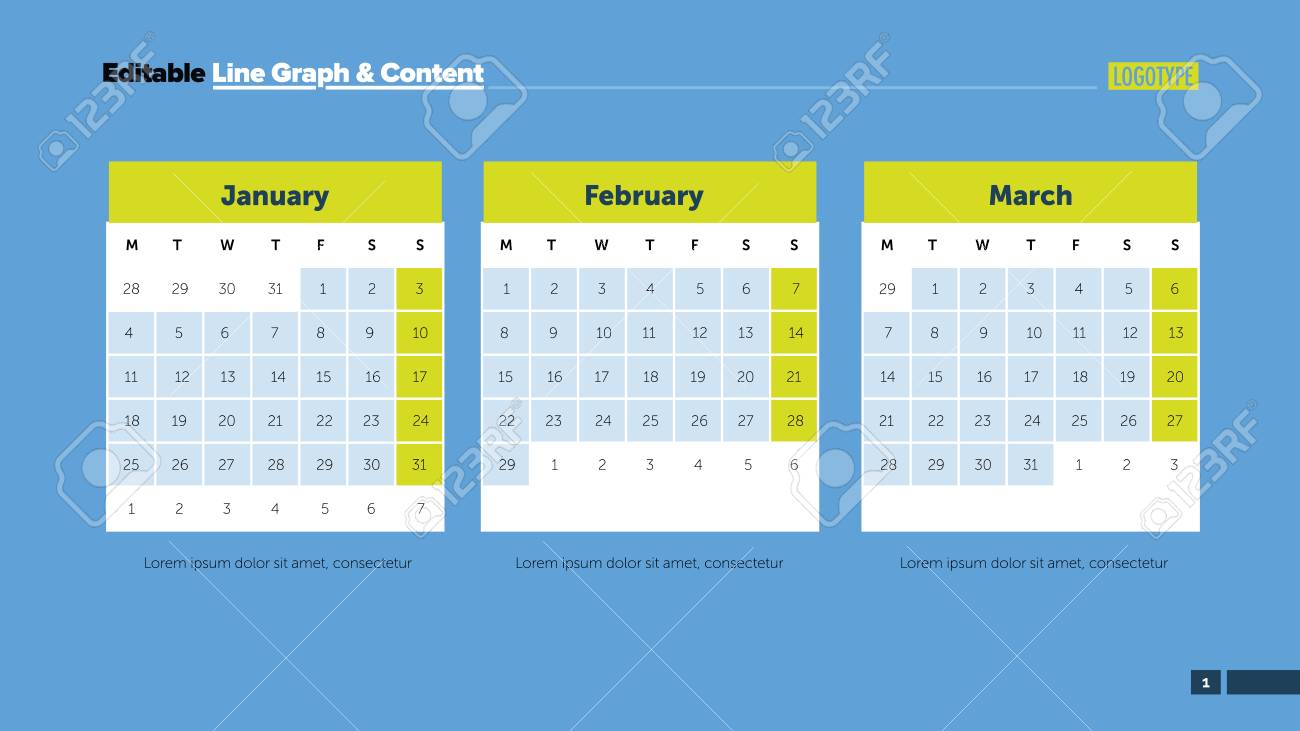 Editable Line Graph & Content
LOGOTYPE
January
M T W T F S S
28 29 30 31 1 2 3
4 5 6 7 8 9 10
11 12 13 14 15 16 17
18 19 20 21 22 23 24
25 26 27 28 29 30 31
1 2 3 4 5 6 7
Lorem ipsum dolor sit amet, consectetur
February
M T W T F S S
1 2 3 4 5 6 7
8 9 10 11 12 13 14
15 16 17 18 19 20 21
22 23 24 25 26 27 28
29 1 2 3 4 5 6
Lorem ipsum dolor sit amet, consectetur
March
M T W T F S S
29 1 2 3 4 5 6
7 8 9 10 11 12 13
14 15 16 17 18 19 20
21 22 23 24 25 26 27
28 29 30 31 1 2 3
Lorem ipsum dolor sit amet, consectetur
1
123RF
123RF
123RF
123RF
123RF